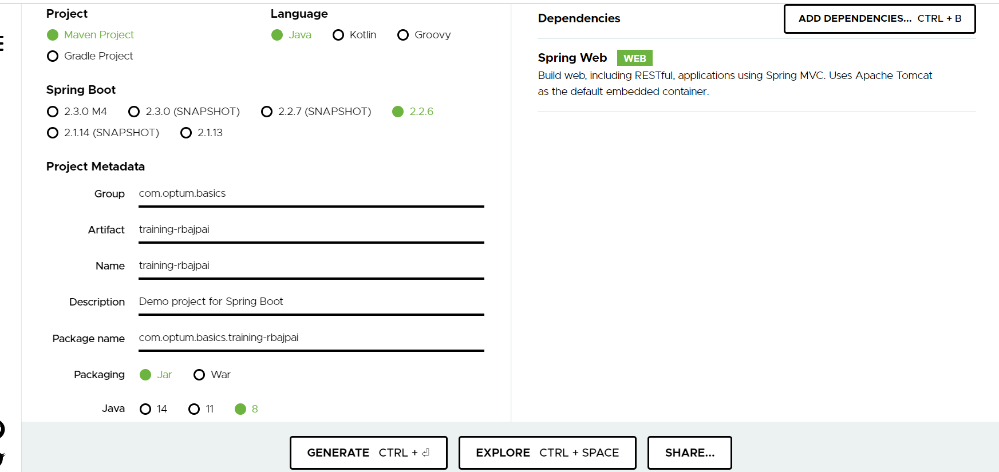 Project
Maven Project
Gradle Project
Language
Java Kotlin Groovy
Spring Boot
2.3.0 M4 2.3.0 (SNAPSHOT) 2.2.7 (SNAPSHOT) 2.2.6
2.1.14 (SNAPSHOT) 2.1.13
Project Metadata
Group com.optum.basics
Artifact training-rbajpai
Name training-rbajpai
Description Demo project for Spring Boot
Package name com.optum.basics.training-rbajpai
Packaging Jar War
Java 14 11 8
Dependencies
ADD DEPENDENCIES... CTRL + B
Spring Web WEB
Build web, including RESTful, applications using Spring MVC. Uses Apache Tomcat
as the default embedded container.
GENERATE CTRL + ⏎
EXPLORE CTRL + SPACE
SHARE...